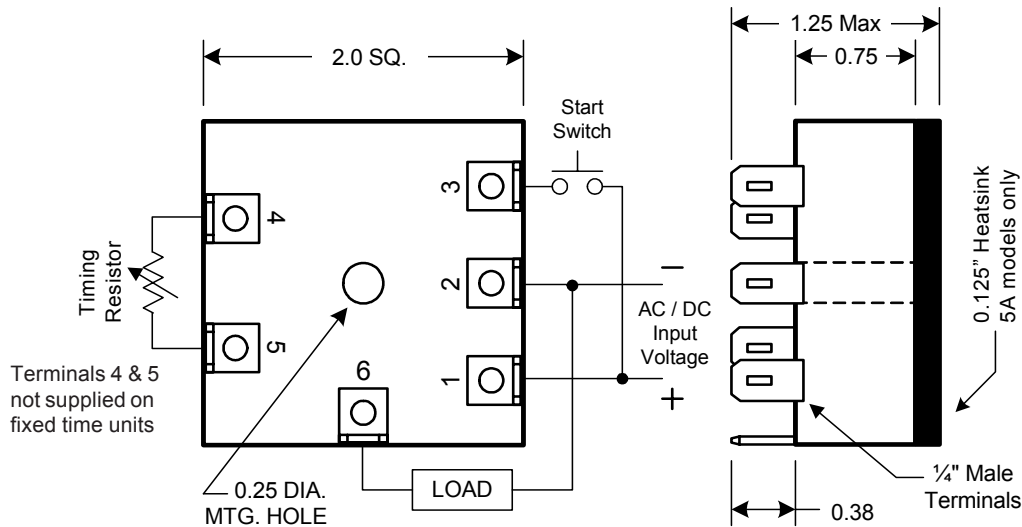 2.0 SQ.
1.25 Max
0.75
Start
Switch
3
4
Timing
Resistor
2
–
AC / DC
Input
Voltage
+
5
1
6
Terminals 4 & 5
not supplied on
fixed time units
0.25 DIA.
MTG. HOLE
LOAD
0.125" Heatsink
5A models only
¼" Male
Terminals
0.38